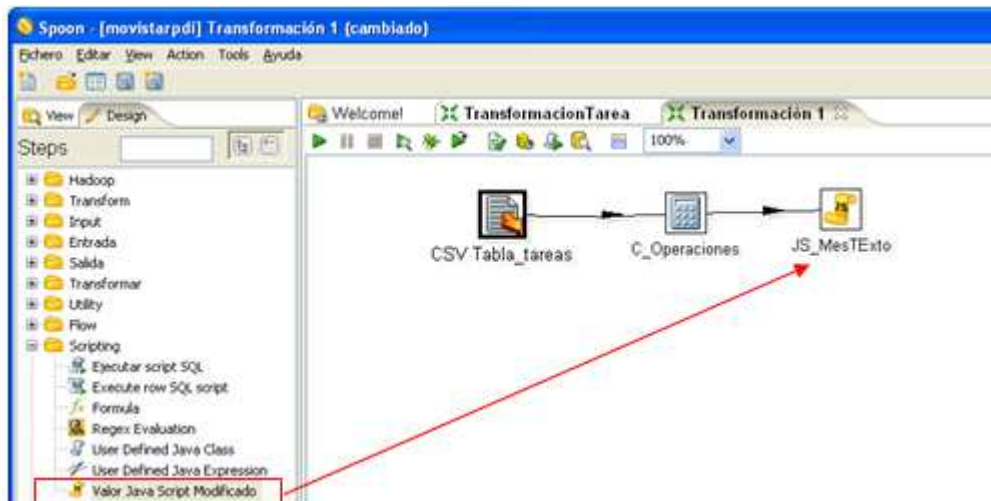 Spoon - [movistarpdi] Transformación 1 (cambiado)
Fichero Editar View Action Tools Ayuda
View Design
Welcome! TransformacionTarea Transformación 1
Steps
100%
Hadoop
Transform
Input
Entrada
Salida
Transformar
Utility
Flow
Scripting
Ejecutar script SQL
Execute row SQL script
Formula
Regex Evaluation
User Defined Java Class
User Defined Java Expression
Valor Java Script Modificado
CSV Tabla_tareas
C_Operaciones
JS_MesTExto